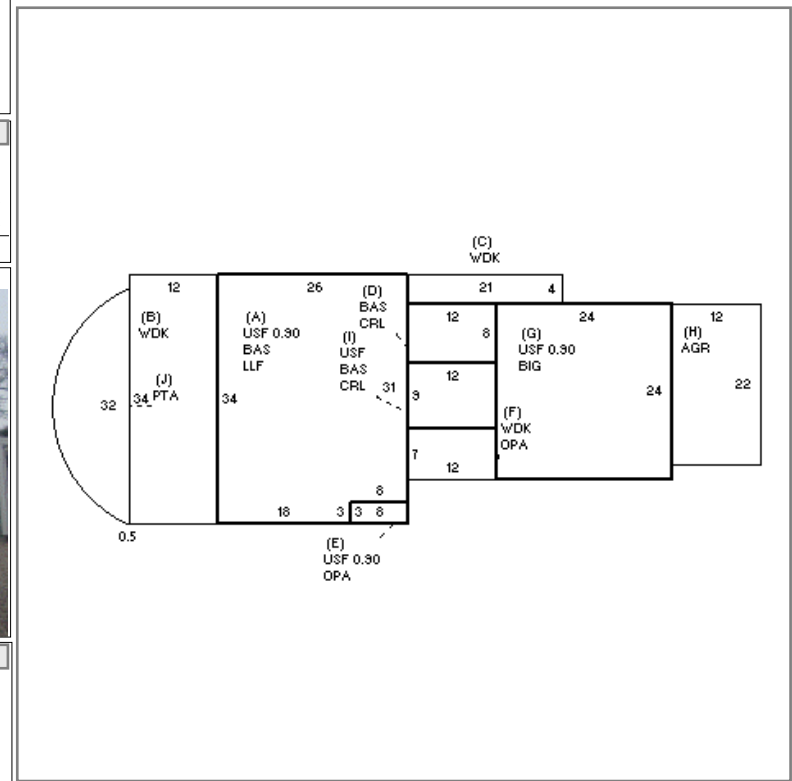 (C)
WDK
12
26
(D)
BAS
CRL
21
4
(B)
WDK
(A)
USF 0.90
BAS
LLF
(I)
USF
BAS
CRL
12
8
24
(G)
USF 0.90
BIG
12
(H)
AGR
(J)
PTA
32
34
34
31
9
12
24
22
(F)
WDK
OPA
7
12
8
18
3
3
8
0.5
(E)
USF 0.90
OPA